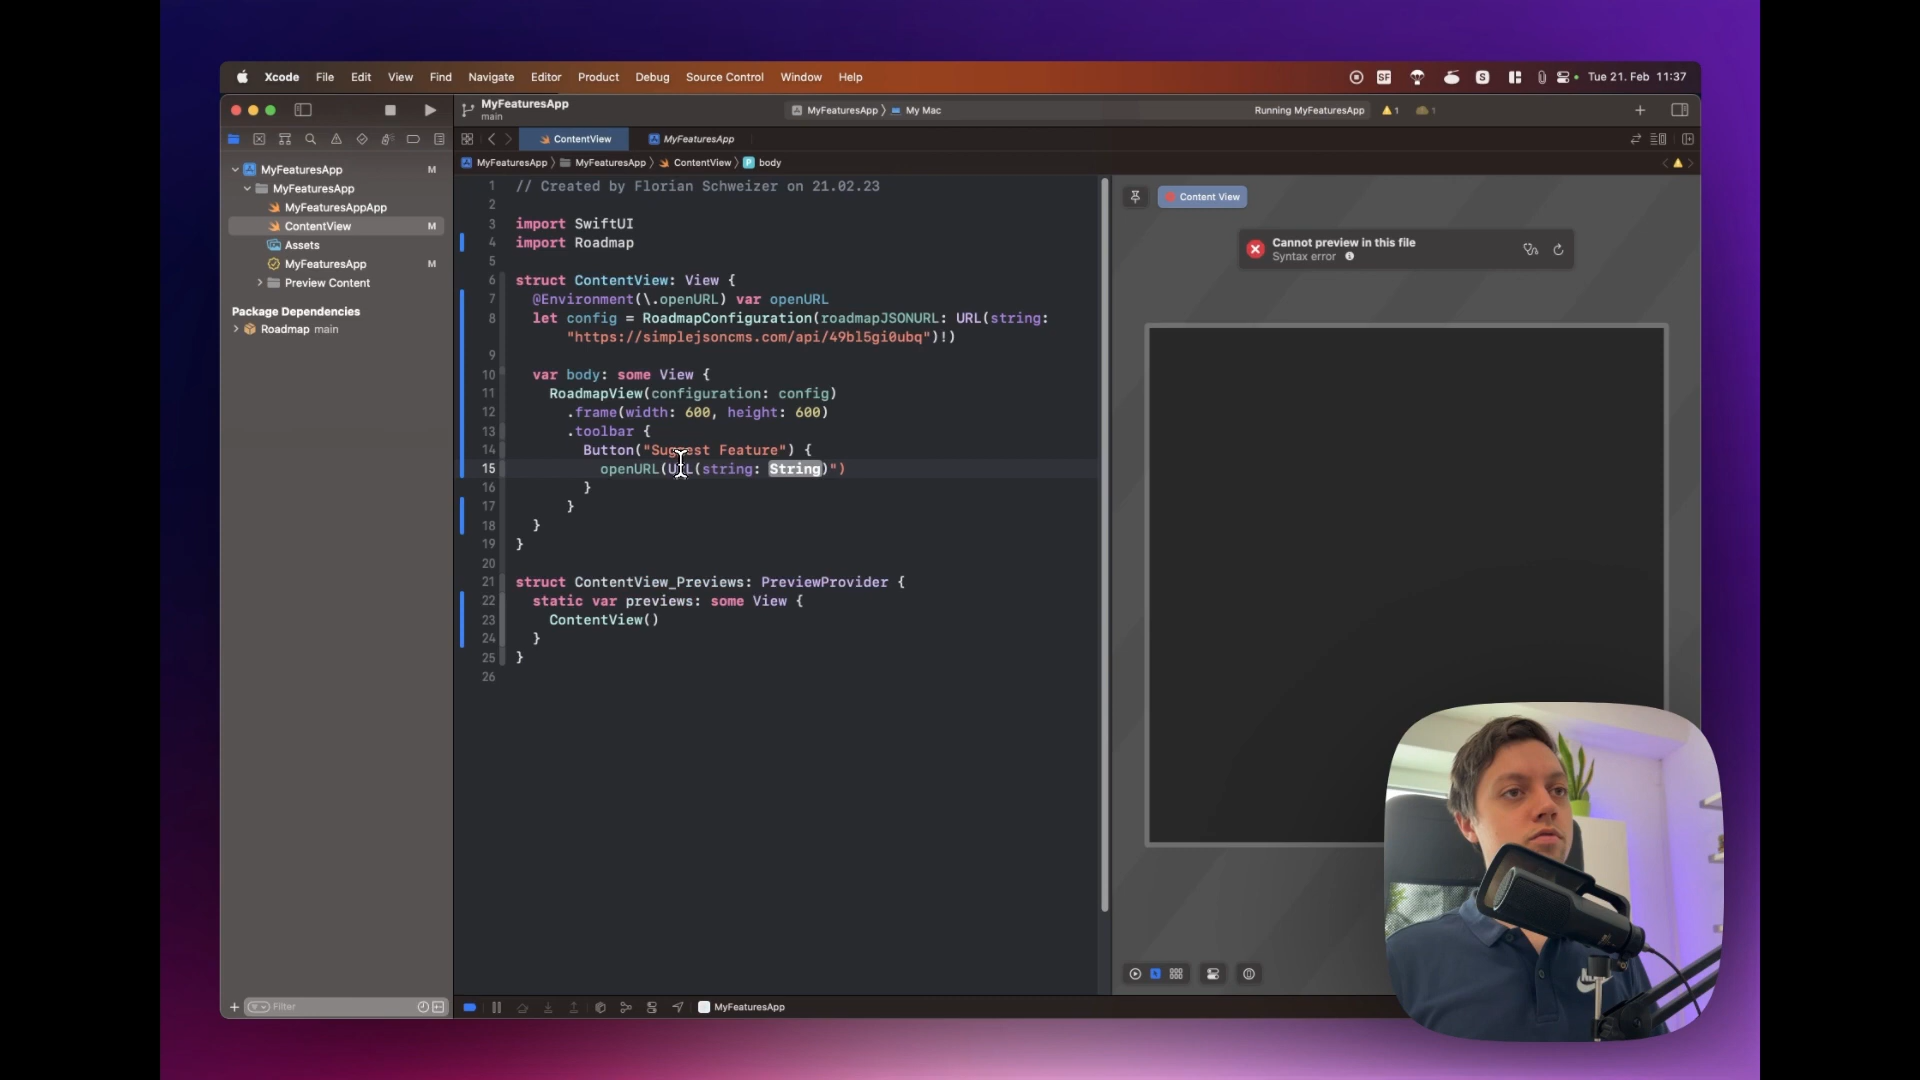 Xcode File Edit View Find Navigate Editor Product Debug Source Control Window Help
SF
S
Tue 21. Feb 11:37
MyFeaturesApp
main
MyFeaturesApp
My Mac
Running MyFeaturesApp
1
1
ContentView
MyFeaturesApp
MyFeaturesApp
MyFeaturesApp
ContentView
body
MyFeaturesApp M
MyFeaturesApp
MyFeaturesAppApp
ContentView M
Assets
MyFeaturesApp M
Preview Content
Package Dependencies
Roadmap main
1 // Created by Florian Schweizer on 21.02.23
2
3 import SwiftUI
4 import Roadmap
5
6 struct ContentView: View {
7 @Environment(\.openURL) var openURL
8 let config = RoadmapConfiguration(roadmapJSONURL: URL(string:
"https://simplejsoncms.com/api/49bl5gi0ubq")!)
9
10 var body: some View {
11 RoadmapView(configuration: config)
12 .frame(width: 600, height: 600)
13 .toolbar {
14 Button("Suggest Feature") {
15 openURL(URL(string: String)")
16 }
17 }
18 }
19 }
20
21 struct ContentView_Previews: PreviewProvider {
22 static var previews: some View {
23 ContentView()
24 }
25 }
26
Content View
Cannot preview in this file
Syntax error
Filter
MyFeaturesApp